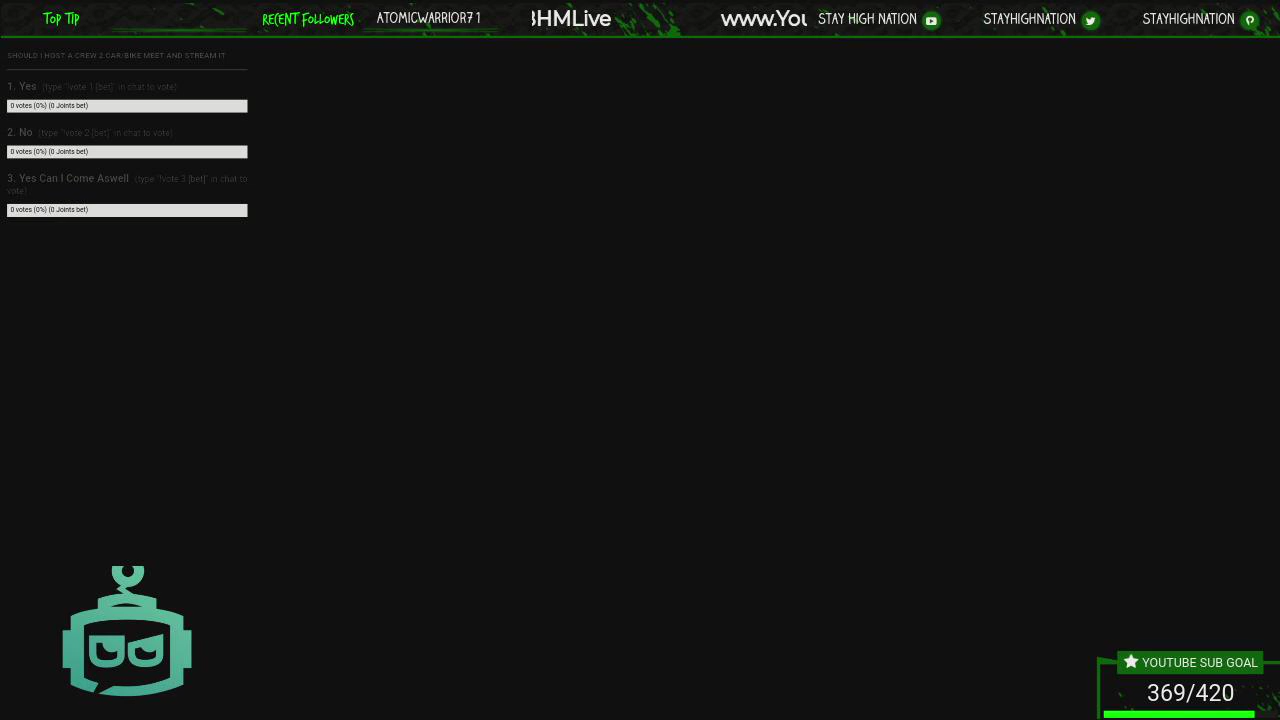 Top Tip
Recent Followers
ATOMICWARRIOR7 1
HMLive
www.You
STAY HIGH NATION
STAYHIGHNATION
STAYHIGHNATION
SHOULD I HOST A CREW 2 CAR/BIKE MEET AND STREAM IT
1. Yes (type "!vote 1 [bet]" in chat to vote)
0 votes (0%) (0 Joints bet)
2. No (type "!vote 2 [bet]" in chat to vote)
0 votes (0%) (0 Joints bet)
3. Yes Can I Come Aswell (type "!vote 3 [bet]" in chat to
vote)
0 votes (0%) (0 Joints bet)
YOUTUBE SUB GOAL
369/420